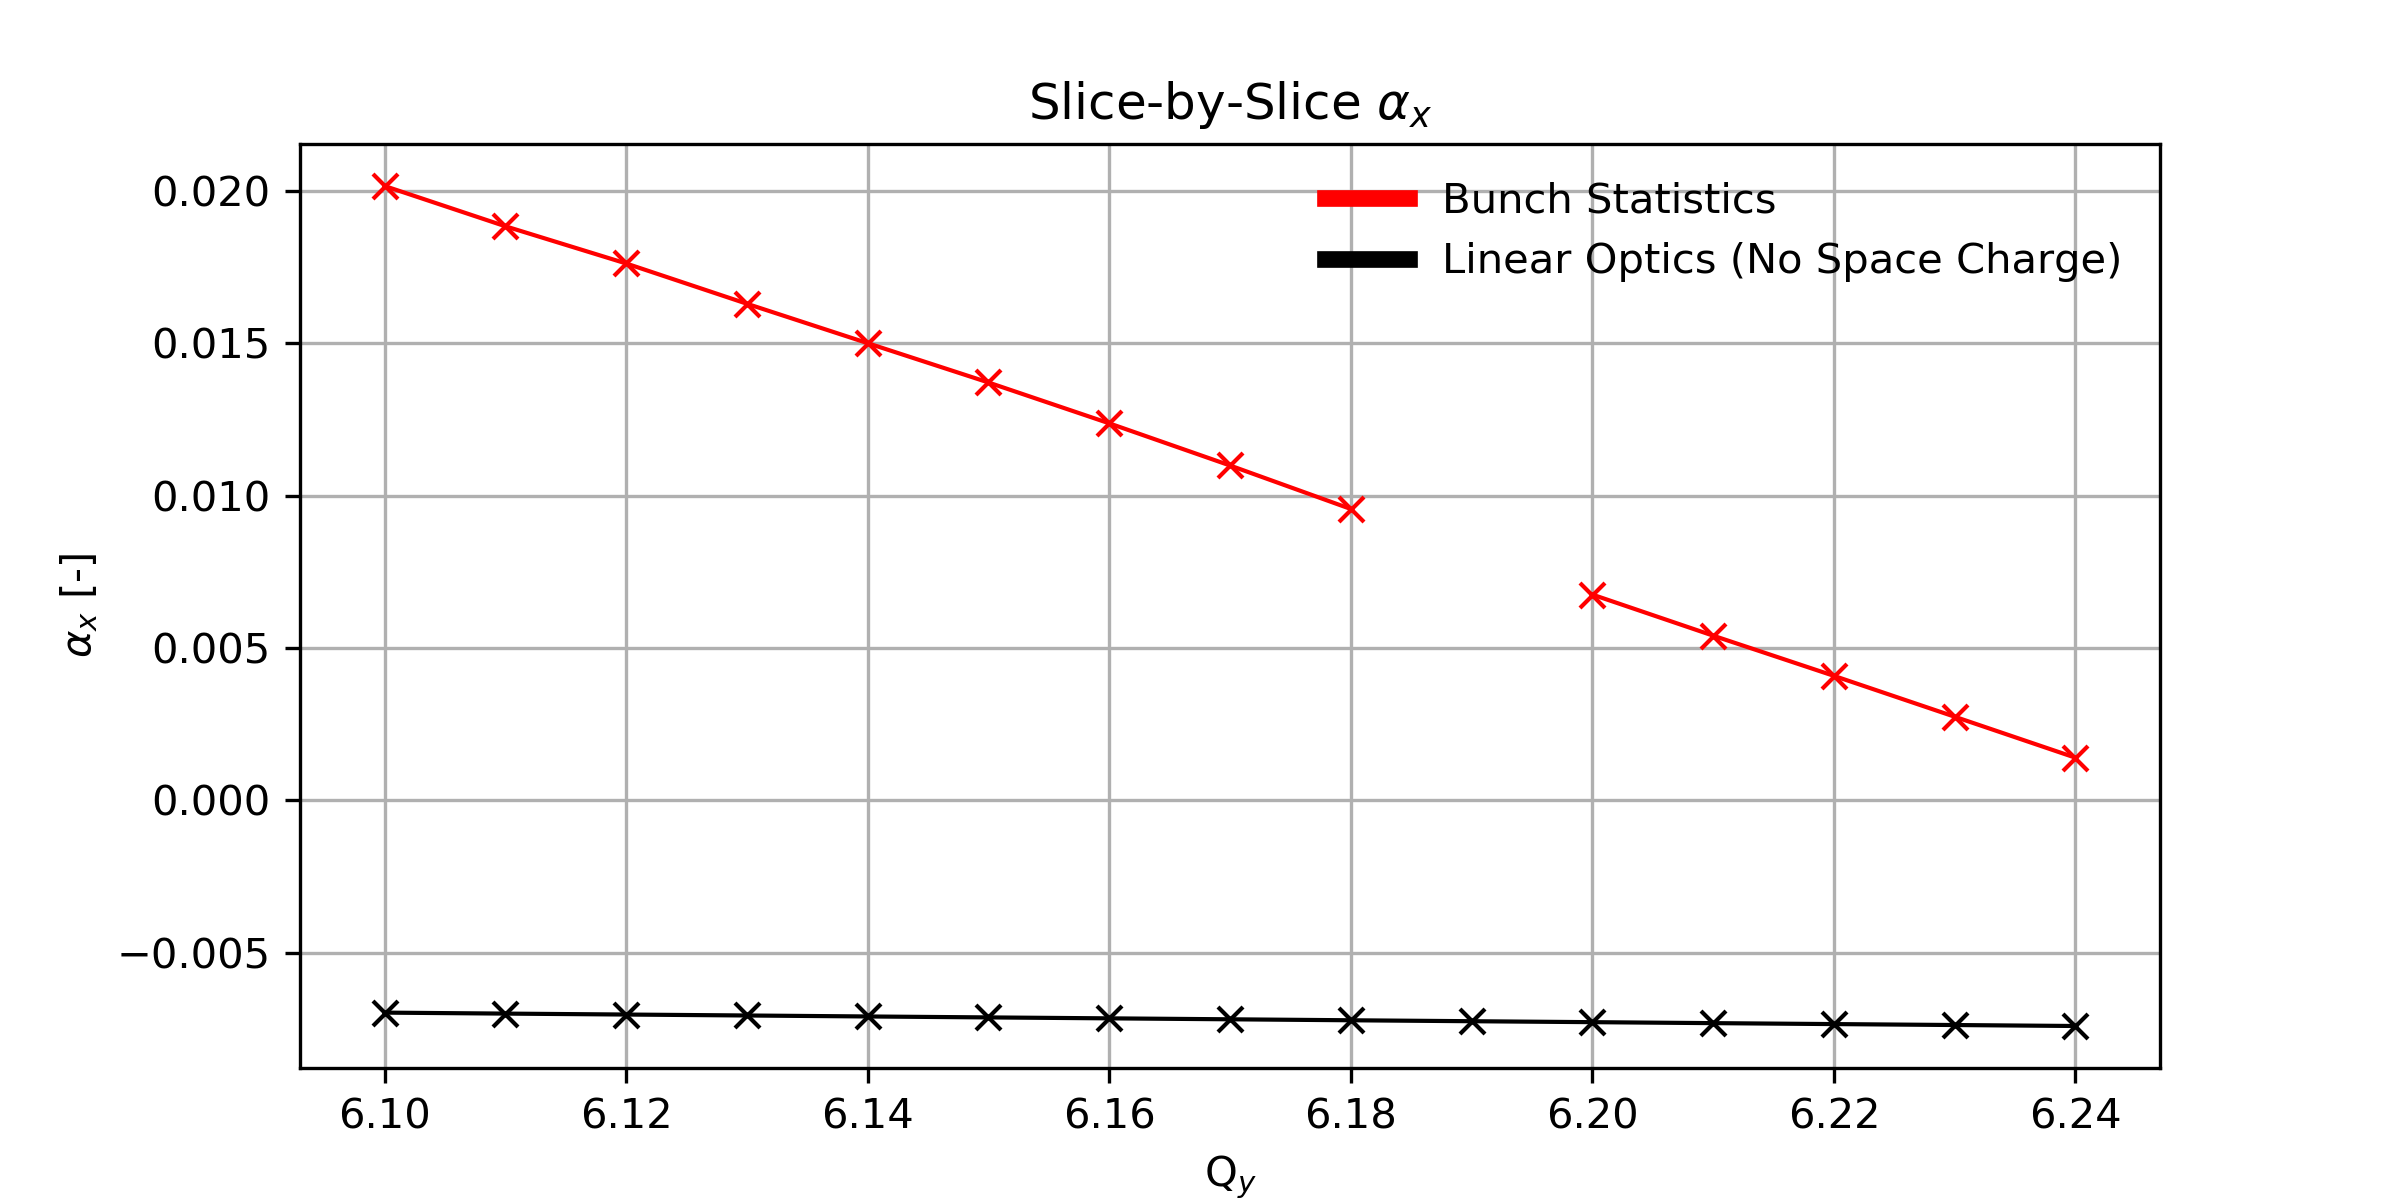 Slice-by-Slice αx
Bunch Statistics
Linear Optics (No Space Charge)
0.020
0.015
0.010
0.005
0.000
−0.005
αx [-]
6.10 6.12 6.14 6.16 6.18 6.20 6.22 6.24
Qy